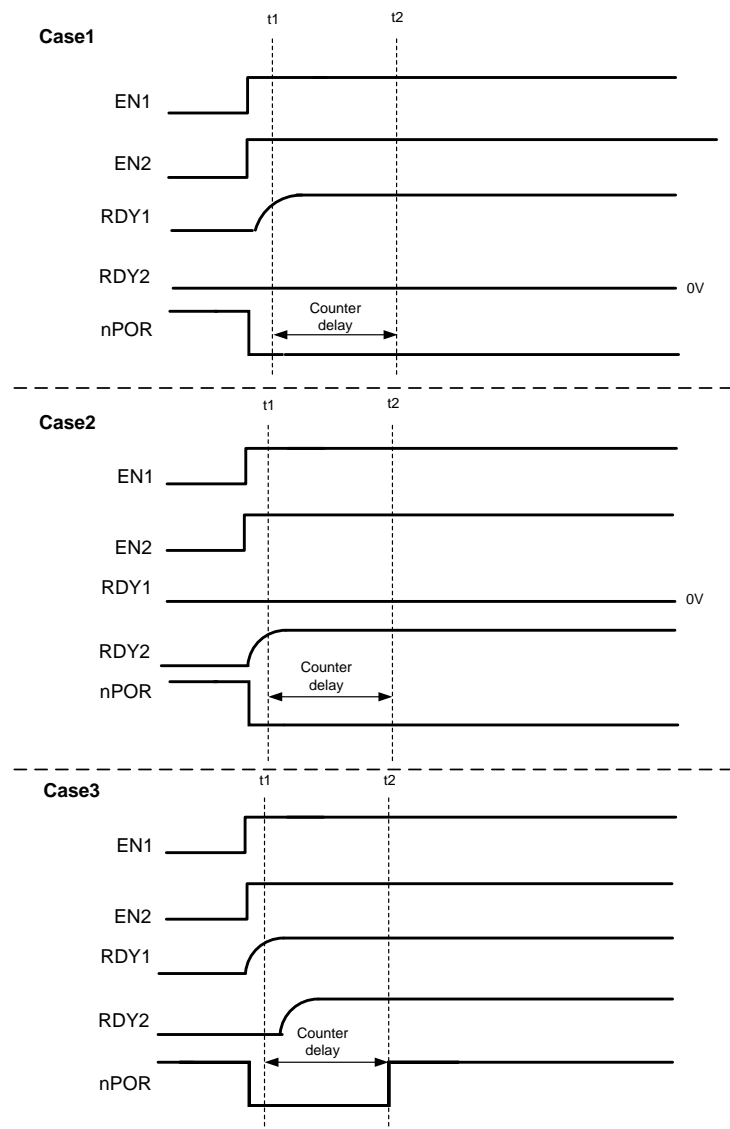 t1
t2
Case1
EN1
EN2
RDY1
RDY2
0V
Counter
delay
nPOR
t1
t2
Case2
EN1
EN2
RDY1
0V
RDY2
Counter
delay
nPOR
t1
t2
Case3
EN1
EN2
RDY1
RDY2
Counter
delay
nPOR